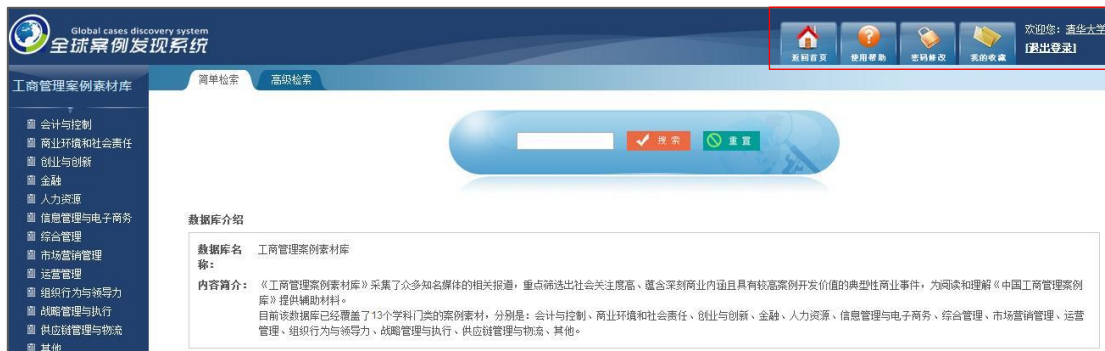 Global cases discovery system
全球案例发现系统
返回首页
使用帮助
密码修改
我的收藏
欢迎您：清华大学
[退出登录]
工商管理案例素材库
简单检索
高级检索
会计与控制
商业环境和社会责任
创业与创新
金融
人力资源
信息管理与电子商务
综合管理
市场营销管理
运营管理
组织行为与领导力
战略管理与执行
供应链管理与物流
其他
搜索
重置
数据库介绍
数据库名称：
工商管理案例素材库
内容简介：
《工商管理案例素材库》采集了众多知名媒体的相关报道，重点筛选出社会关注度高、蕴含深刻商业内涵且具有较高案例开发价值的典型性商业事件，为阅读和理解《中国工商管理案例
库》提供辅助材料。
目前该数据库已经覆盖了13个学科门类的案例素材，分别是：会计与控制、商业环境和社会责任、创业与创新、金融、人力资源、信息管理与电子商务、综合管理、市场营销管理、运营
管理、组织行为与领导力、战略管理与执行、供应链管理与物流、其他。